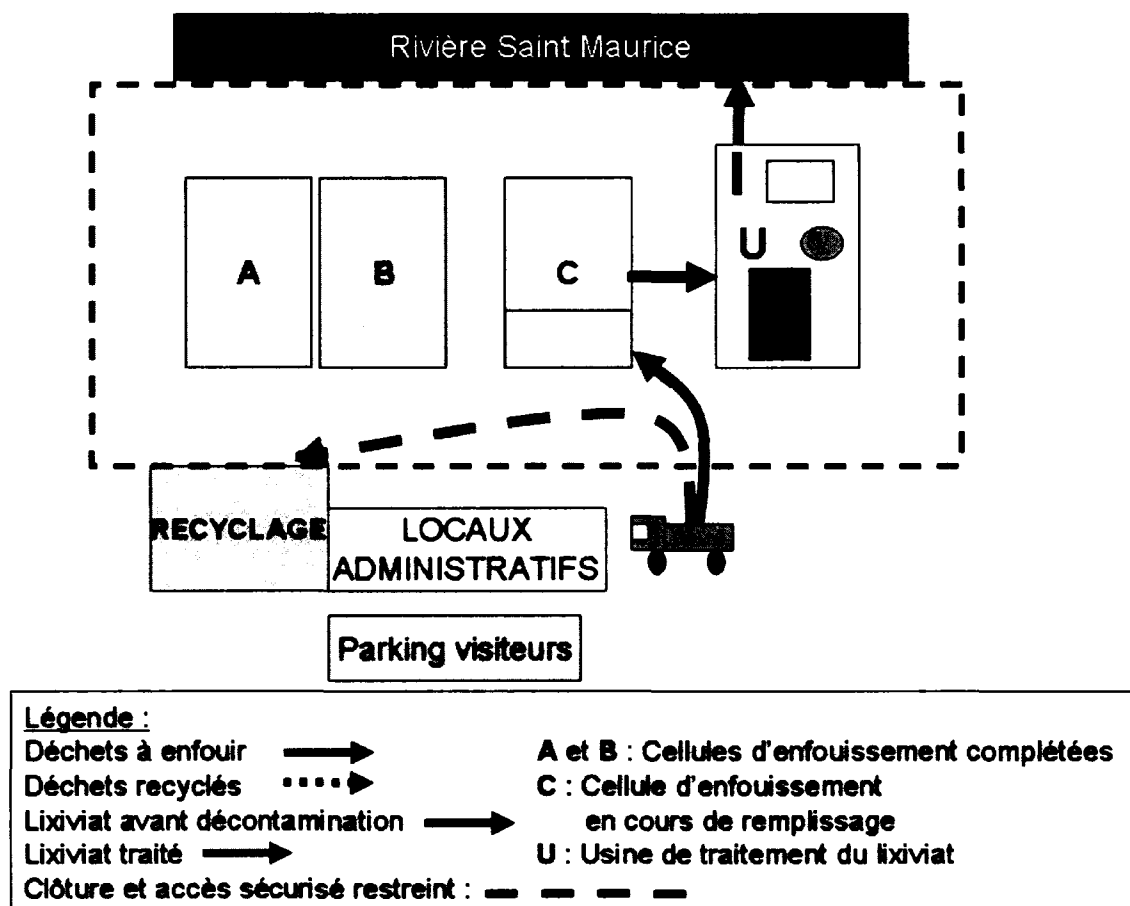 Rivière Saint Maurice
A
B
C
U
RECYCLAGE
LOCAUX
ADMINISTRATIFS
Parking visiteurs
Légende :
Déchets à enfouir
Déchets recyclés
Lixiviat avant décontamination
Lixiviat traité
Clôture et accès sécurisé restreint :
A et B : Cellules d'enfouissement complétées
C : Cellule d'enfouissement
en cours de remplissage
U : Usine de traitement du lixiviat